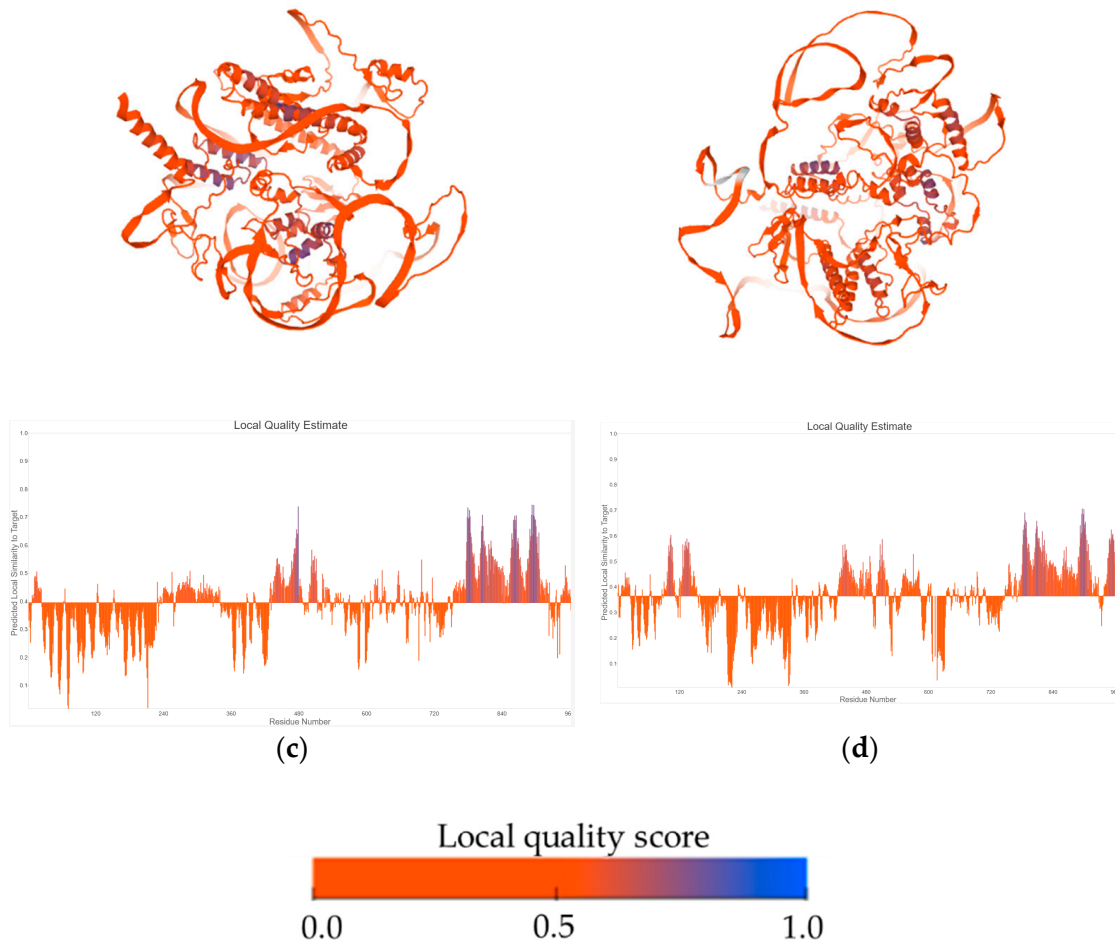 Local Quality Estimate
Predicted Local Similarity to Target
1.0
0.9
0.8
0.7
0.6
0.5
0.4
0.3
0.2
0.1
120 240 360 480 600 720 840 96
Residue Number
(c)
Local Quality Estimate
Predicted Local Similarity to Target
1.0
0.9
0.8
0.7
0.6
0.5
0.4
0.3
0.2
0.1
120 240 360 480 600 720 840 96
Residue Number
(d)
Local quality score
0.0 0.5 1.0